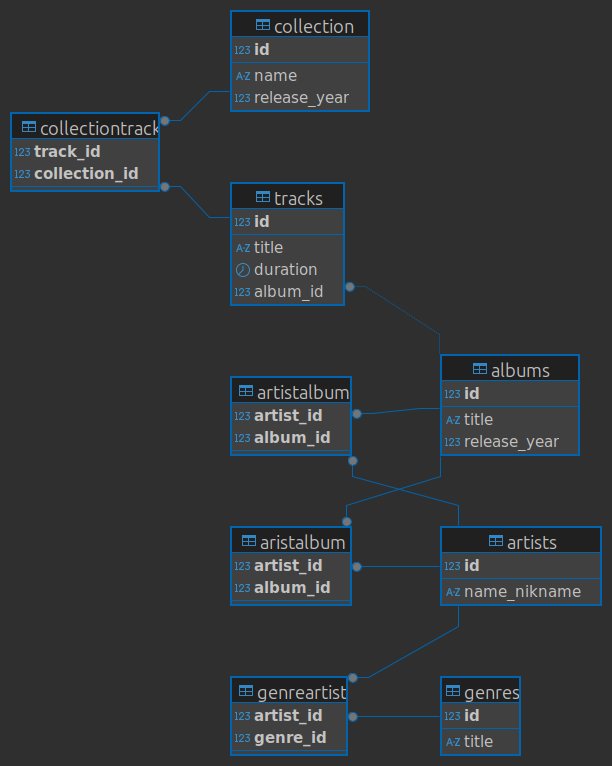 collection
123 id
A-Z name
123 release_year
collectiontrack
123 track_id
123 collection_id
tracks
123 id
A-Z title
duration
123 album_id
albums
123 id
A-Z title
123 release_year
artistalbum
123 artist_id
123 album_id
aristalbum
123 artist_id
123 album_id
artists
123 id
A-Z name_nikname
genreartist
123 artist_id
123 genre_id
genres
123 id
A-Z title